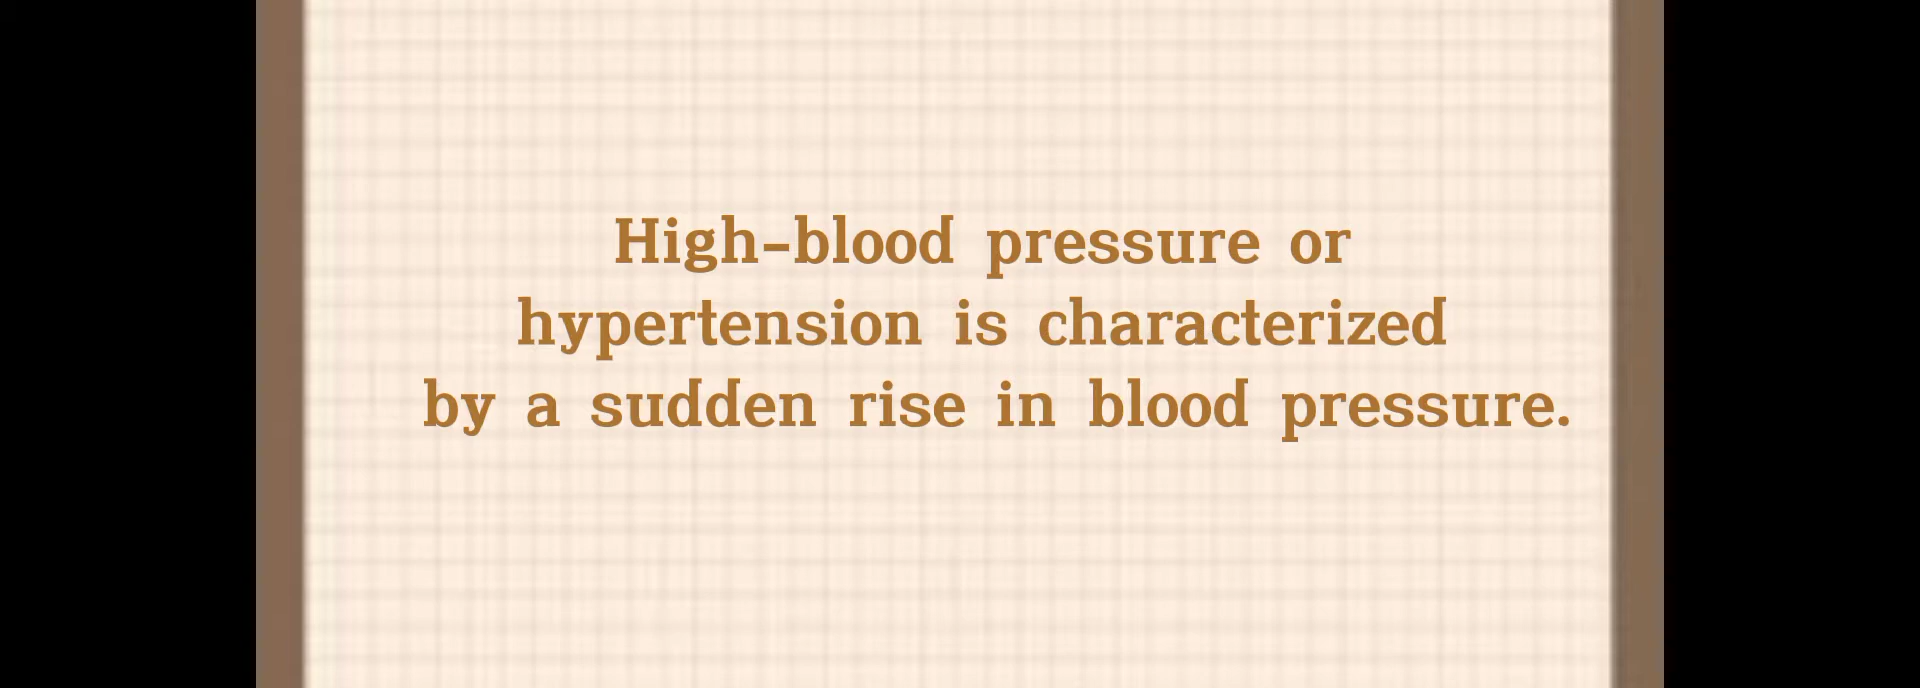 High-blood pressure or
hypertension is characterized
by a sudden rise in blood pressure.